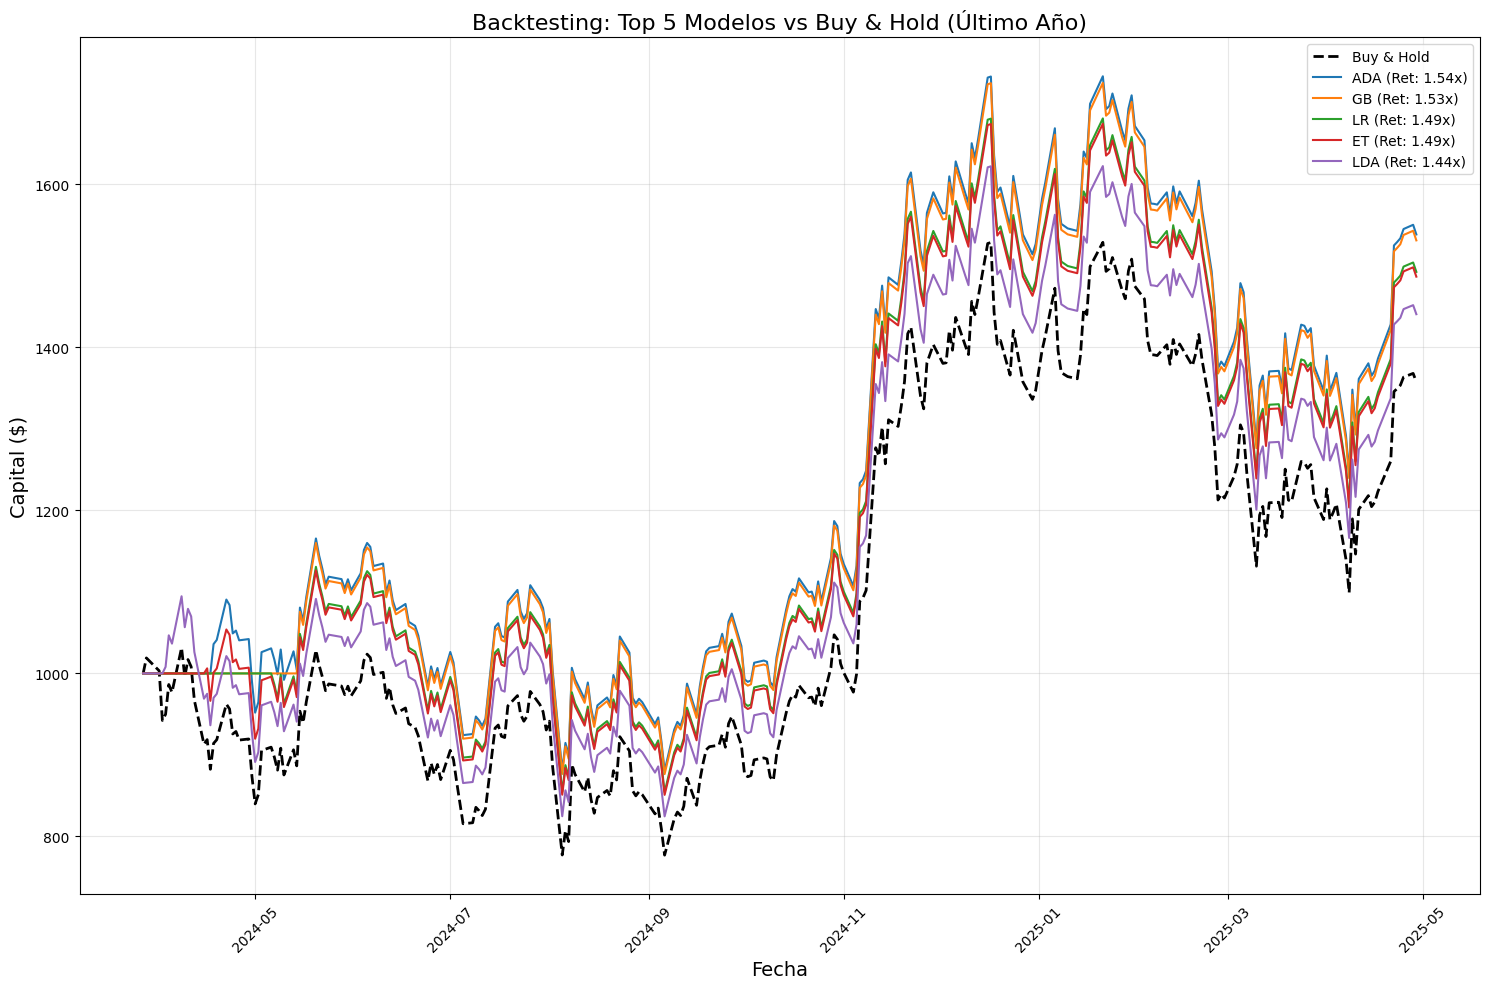 Backtesting: Top 5 Modelos vs Buy & Hold (Último Año)
Buy & Hold
ADA (Ret: 1.54x)
GB (Ret: 1.53x)
LR (Ret: 1.49x)
ET (Ret: 1.49x)
LDA (Ret: 1.44x)
Capital ($)
1600
1400
1200
1000
800
2024-05
2024-07
2024-09
2024-11
2025-01
2025-03
2025-05
Fecha